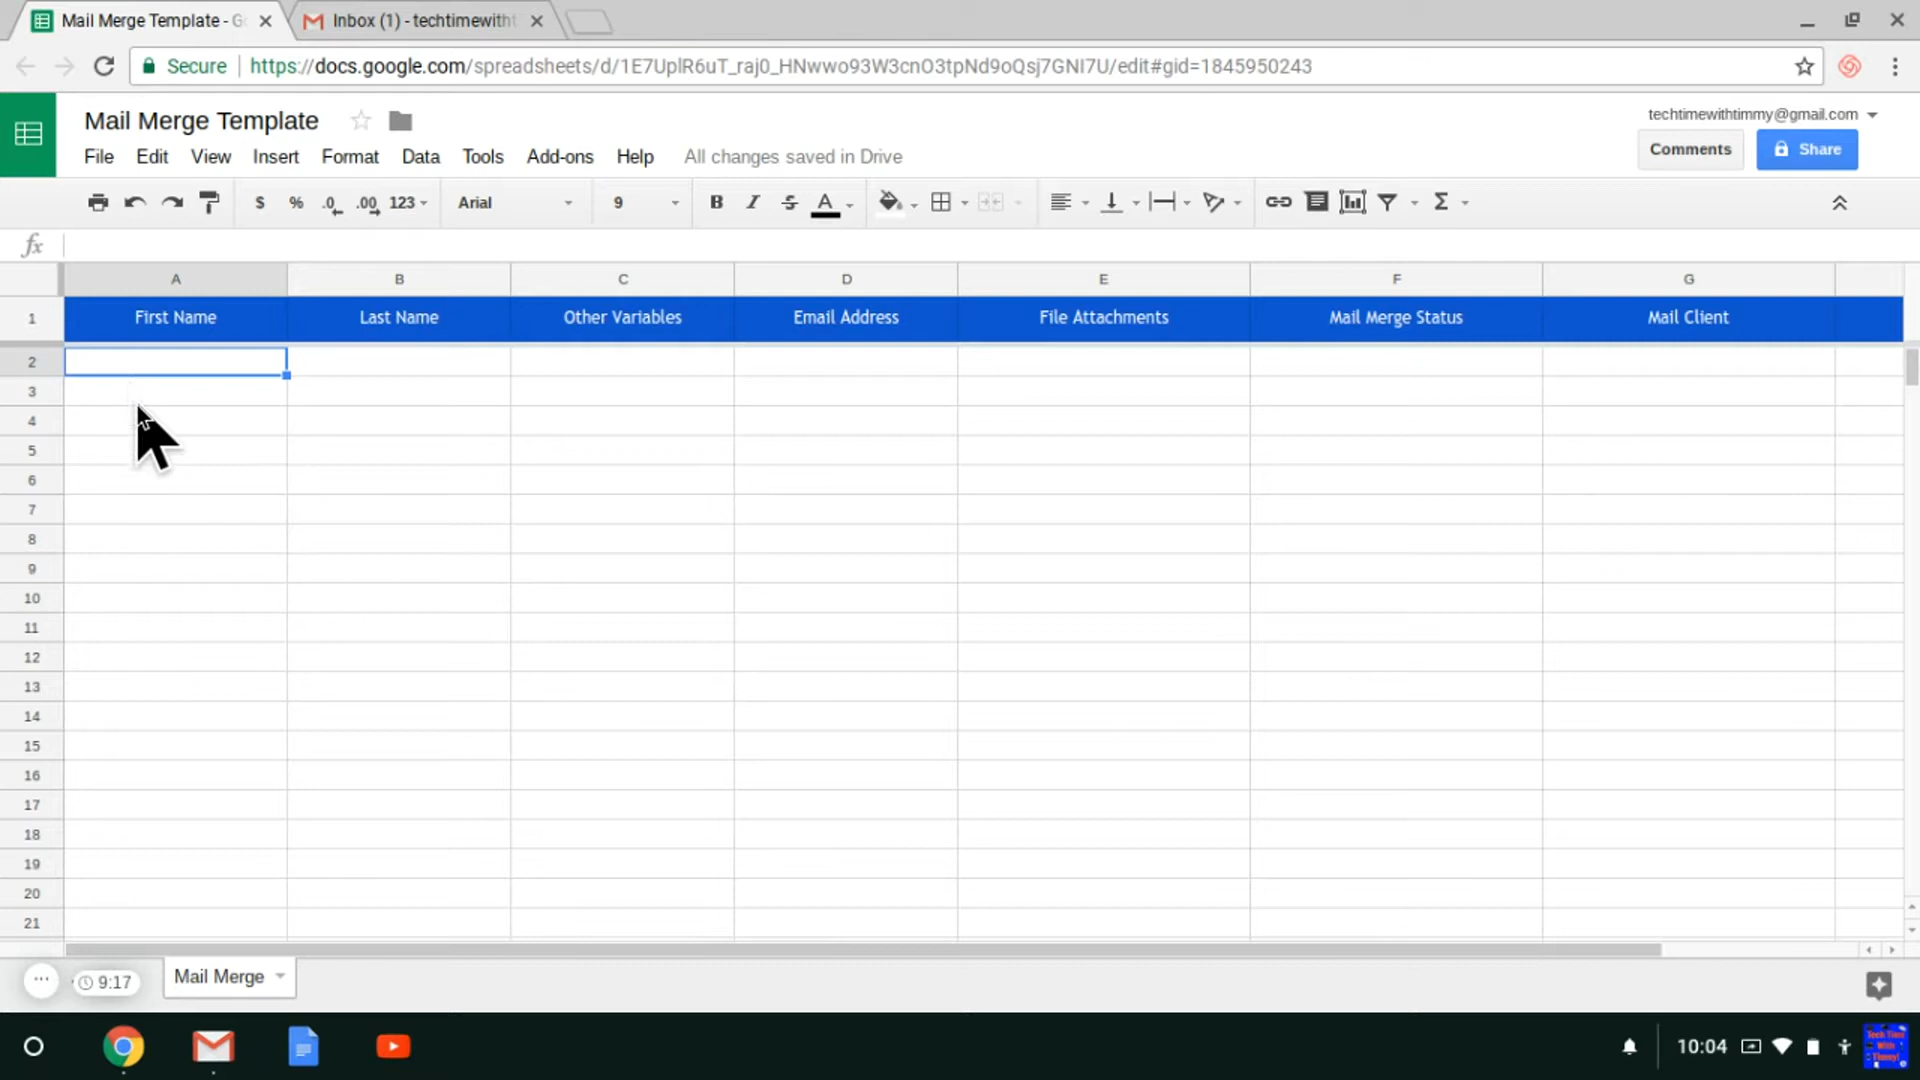 Mail Merge Template - G
Inbox (1) - techtimewitht
Secure https://docs.google.com/spreadsheets/d/1E7UplR6uT_raj0_HNwwo93W3cnO3tpNd9oQsj7GNI7U/edit#gid=1845950243
Mail Merge Template
techtimewithtimmy@gmail.com
File Edit View Insert Format Data Tools Add-ons Help All changes saved in Drive
Comments
Share
$ % .0 .00 123 Arial 9 B I S A Σ
fx
A B C D E F G
1 First Name Last Name Other Variables Email Address File Attachments Mail Merge Status Mail Client
2
3
4
5
6
7
8
9
10
11
12
13
14
15
16
17
18
19
20
21
9:17
Mail Merge
10:04
Tech Time
With
Timmy!